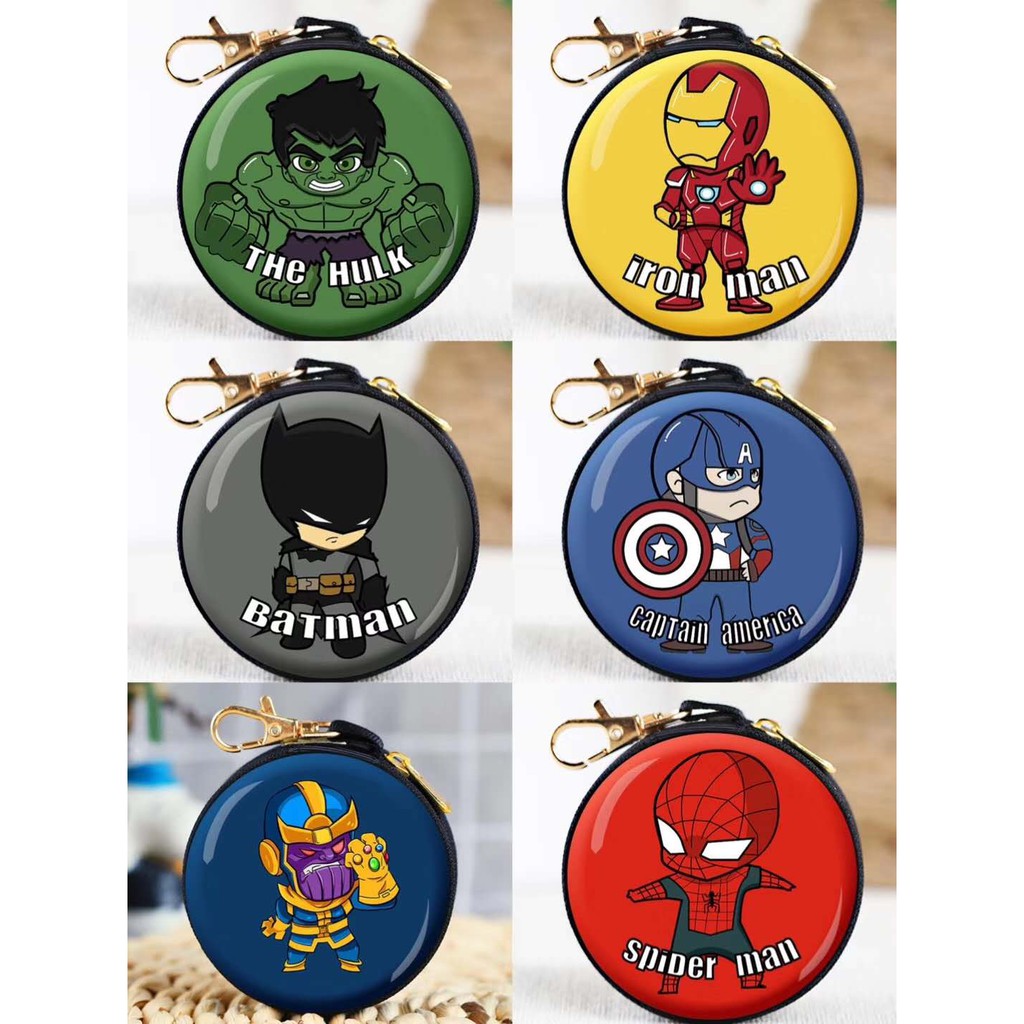 THe HULK
iron man
BaTman
A
capTain america
spiDer man